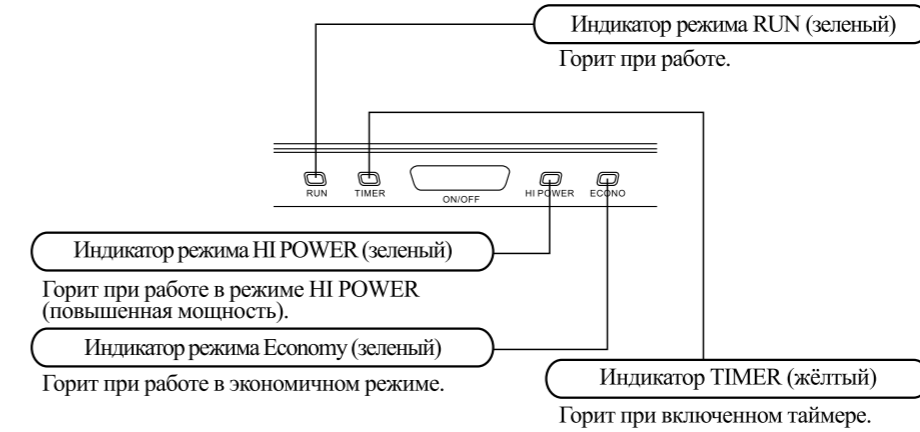 Индикатор режима RUN (зеленый)
Горит при работе.
RUN
TIMER
ON/OFF
HI POWER
ECONO
Индикатор режима HI POWER (зеленый)
Горит при работе в режиме HI POWER
(повышенная мощность).
Индикатор режима Economy (зеленый)
Горит при работе в экономичном режиме.
Индикатор TIMER (жёлтый)
Горит при включенном таймере.